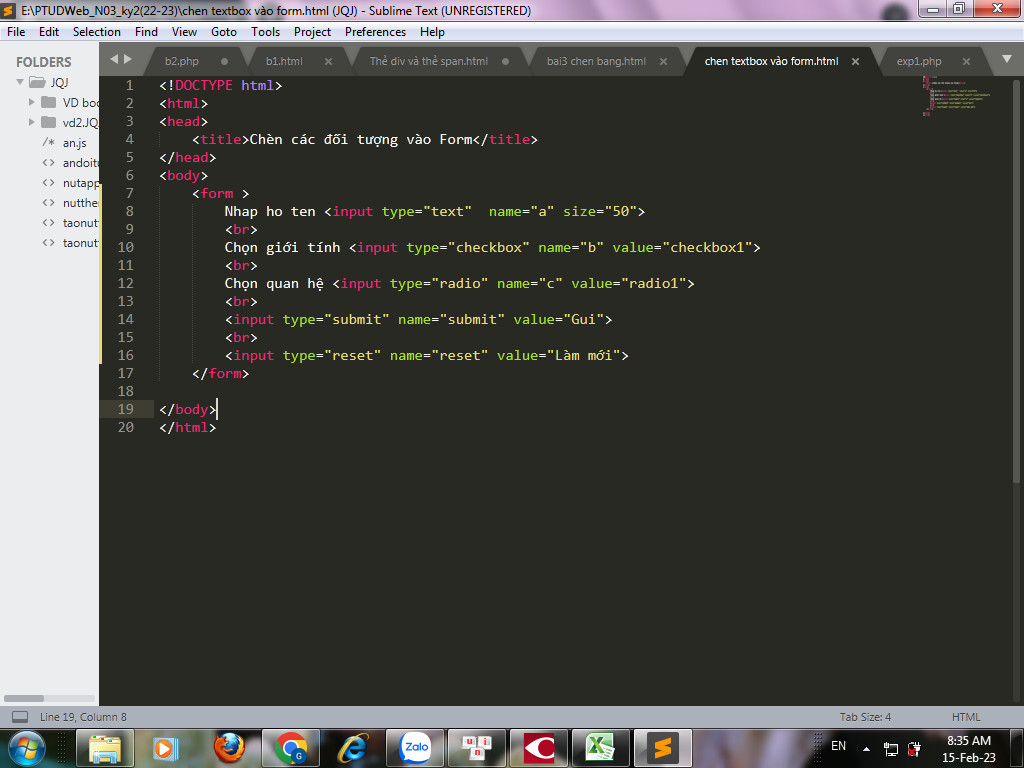 E:\PTUDWeb_N03_ky2(22-23)\chen textbox vào form.html (JQJ) - Sublime Text (UNREGISTERED)
File Edit Selection Find View Goto Tools Project Preferences Help
FOLDERS
JQJ
VD boo
vd2.JQ
an.js
andoitu
nutapp
nutther
taonut
taonut
b2.php b1.html Thẻ div và thẻ span.html bai3 chen bang.html chen textbox vào form.html exp1.php
1 <!DOCTYPE html>
2 <html>
3 <head>
4 <title>Chèn các đối tượng vào Form</title>
5 </head>
6 <body>
7 <form >
8 Nhap ho ten <input type="text"  name="a" size="50">
9 <br>
10 Chọn giới tính <input type="checkbox" name="b" value="checkbox1">
11 <br>
12 Chọn quan hệ <input type="radio" name="c" value="radio1">
13 <br>
14 <input type="submit" name="submit" value="Gui">
15 <br>
16 <input type="reset" name="reset" value="Làm mới">
17 </form>
18
19 </body>
20 </html>
Line 19, Column 8 Tab Size: 4 HTML
Zalo
EN
8:35 AM
15-Feb-23